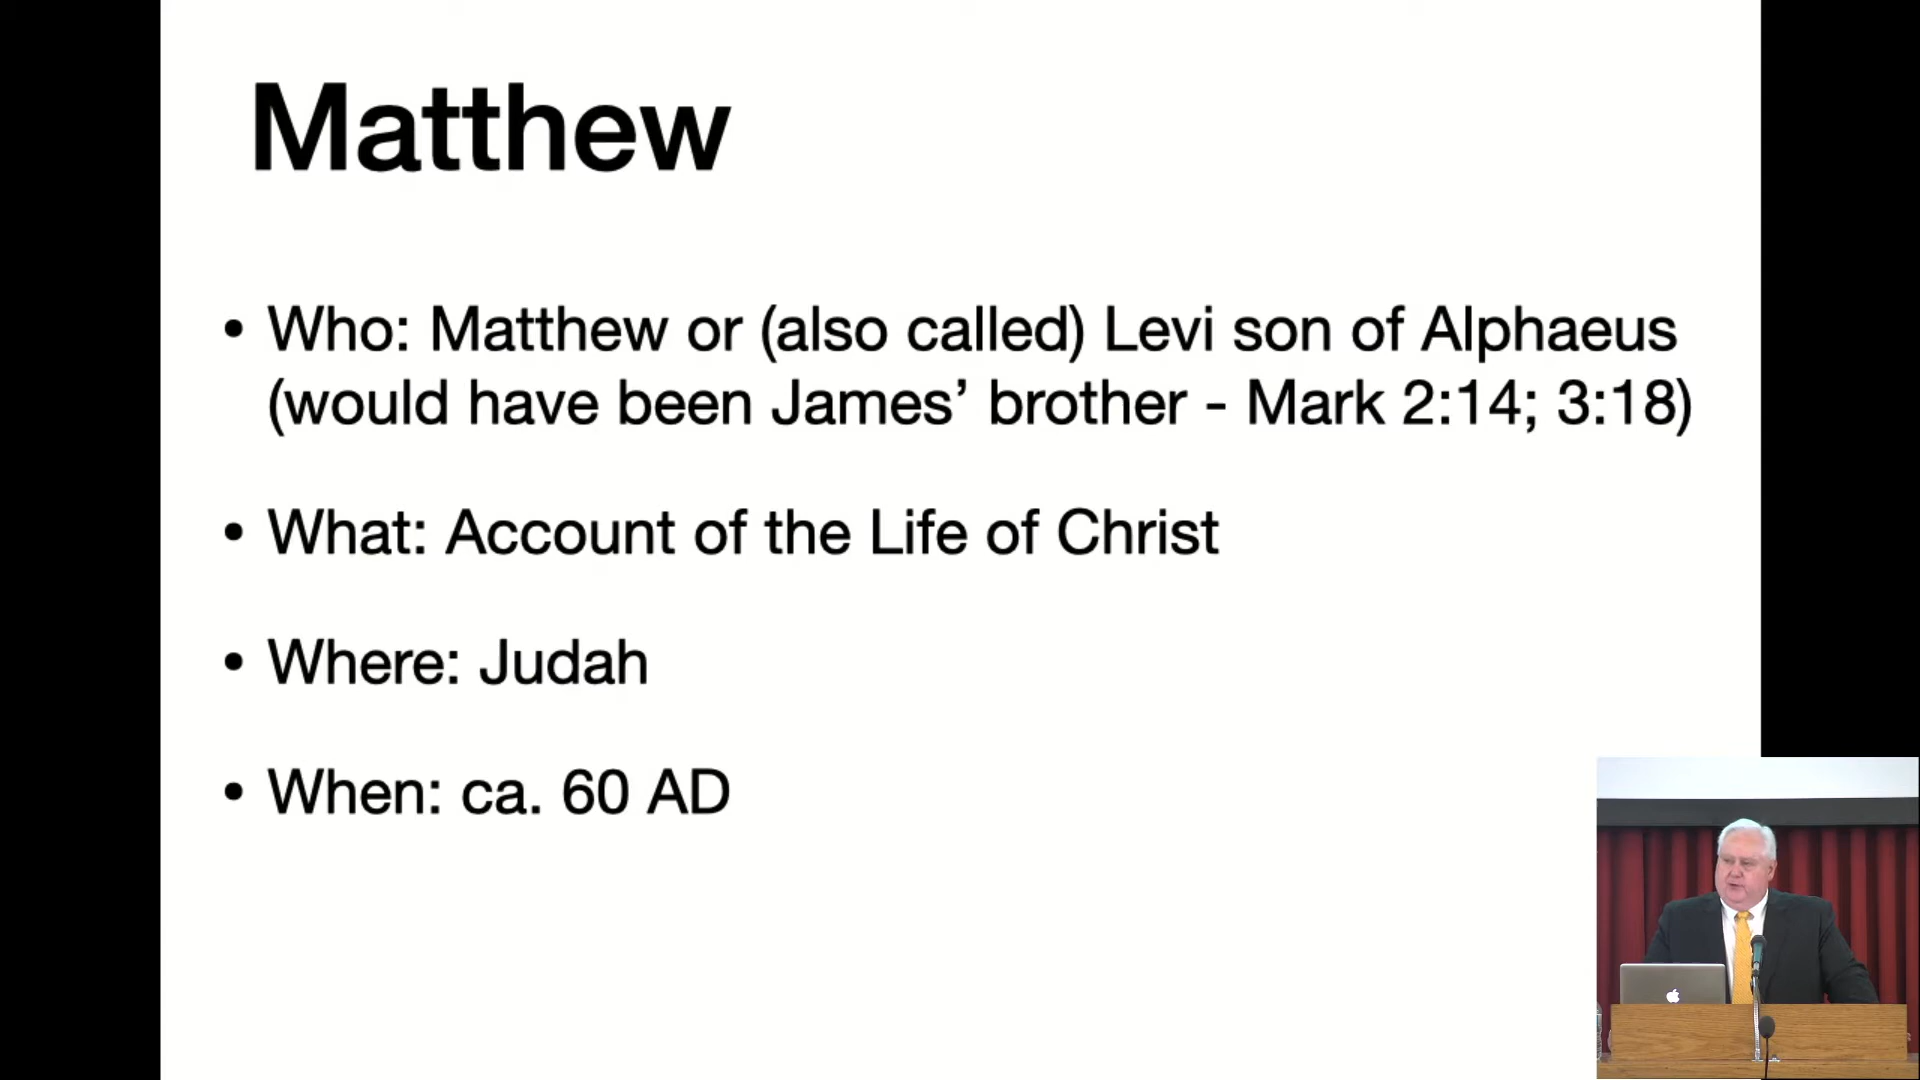 Matthew
• Who: Matthew or (also called) Levi son of Alphaeus
(would have been James’ brother - Mark 2:14; 3:18)
• What: Account of the Life of Christ
• Where: Judah
• When: ca. 60 AD